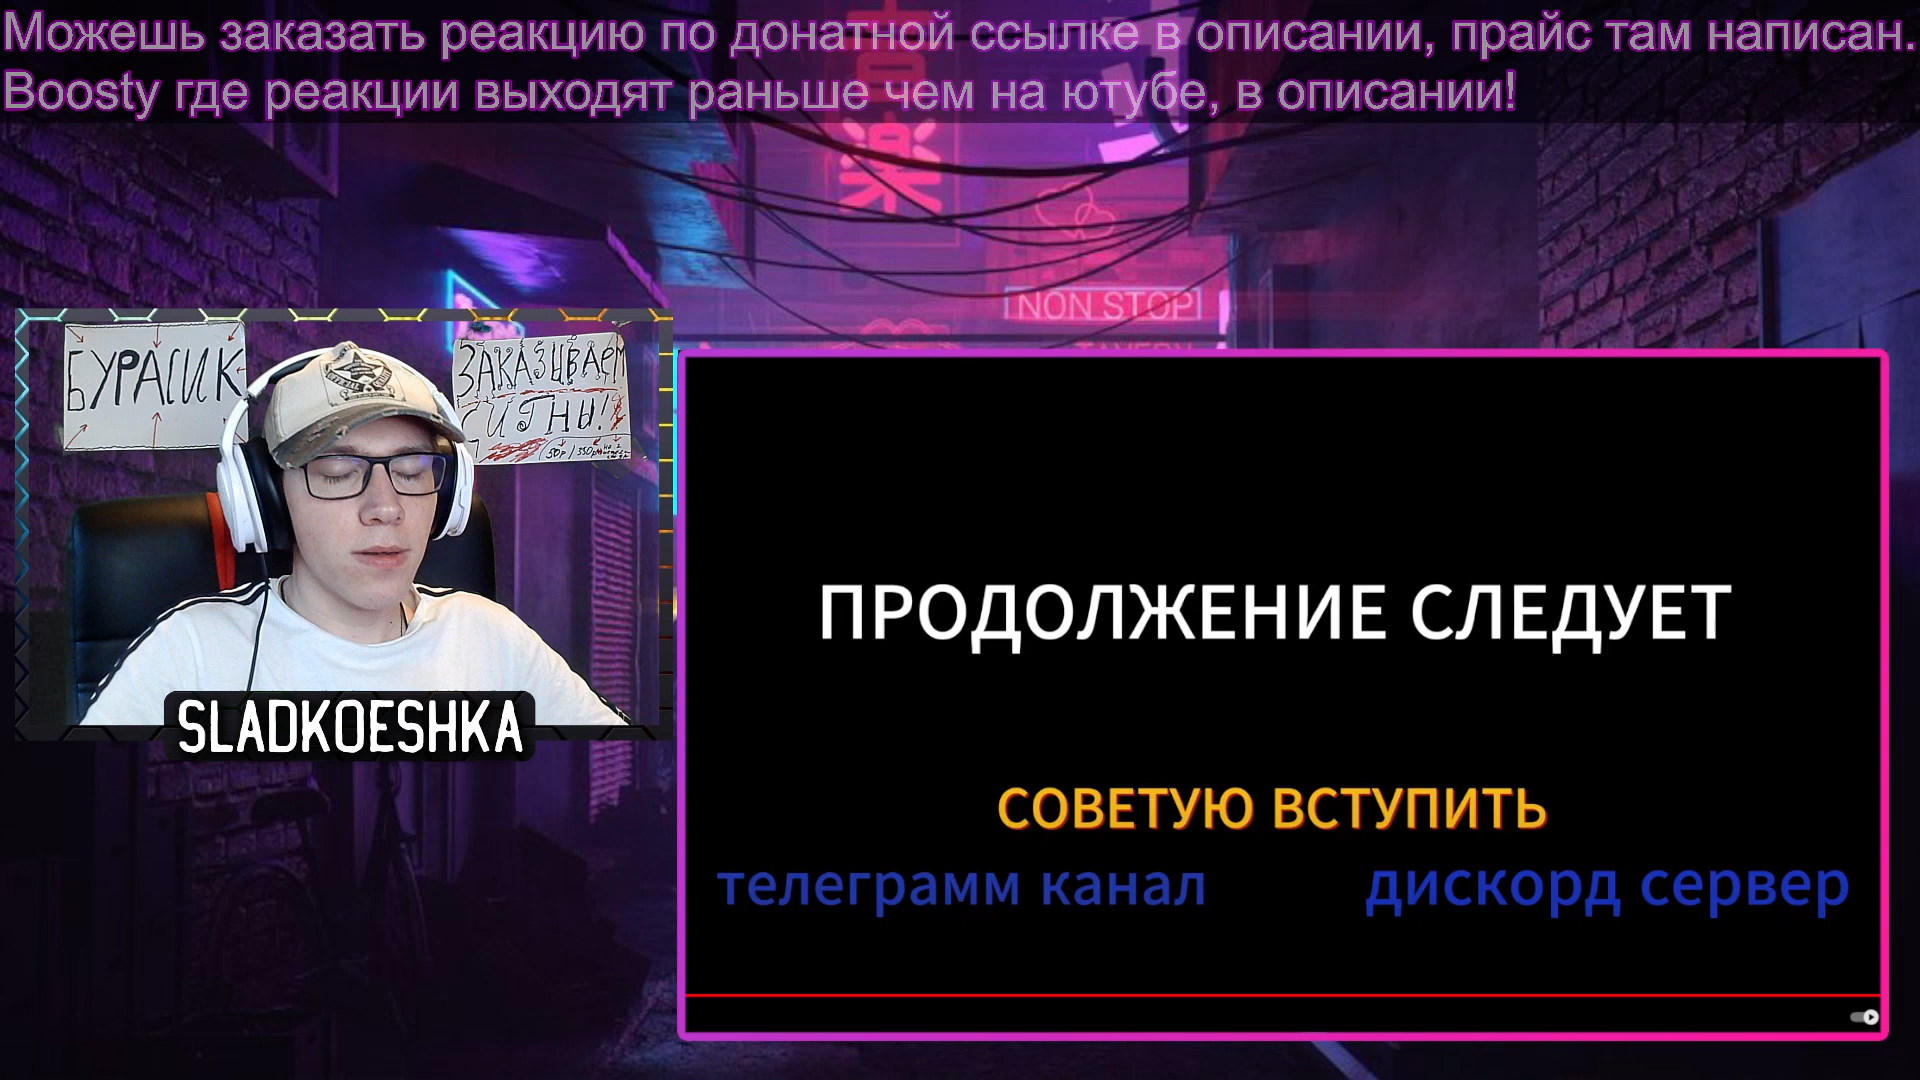 Можешь заказать реакцию по донатной ссылке в описании, прайс там написан.
Boosty где реакции выходят раньше чем на ютубе, в описании!
NON STOP
БУРАСИК
ЗАКАЗЫВАЕМ
СИГНЫ!
SLADKOESHKA
ПРОДОЛЖЕНИЕ СЛЕДУЕТ
СОВЕТУЮ ВСТУПИТЬ
телеграмм канал
дискорд сервер